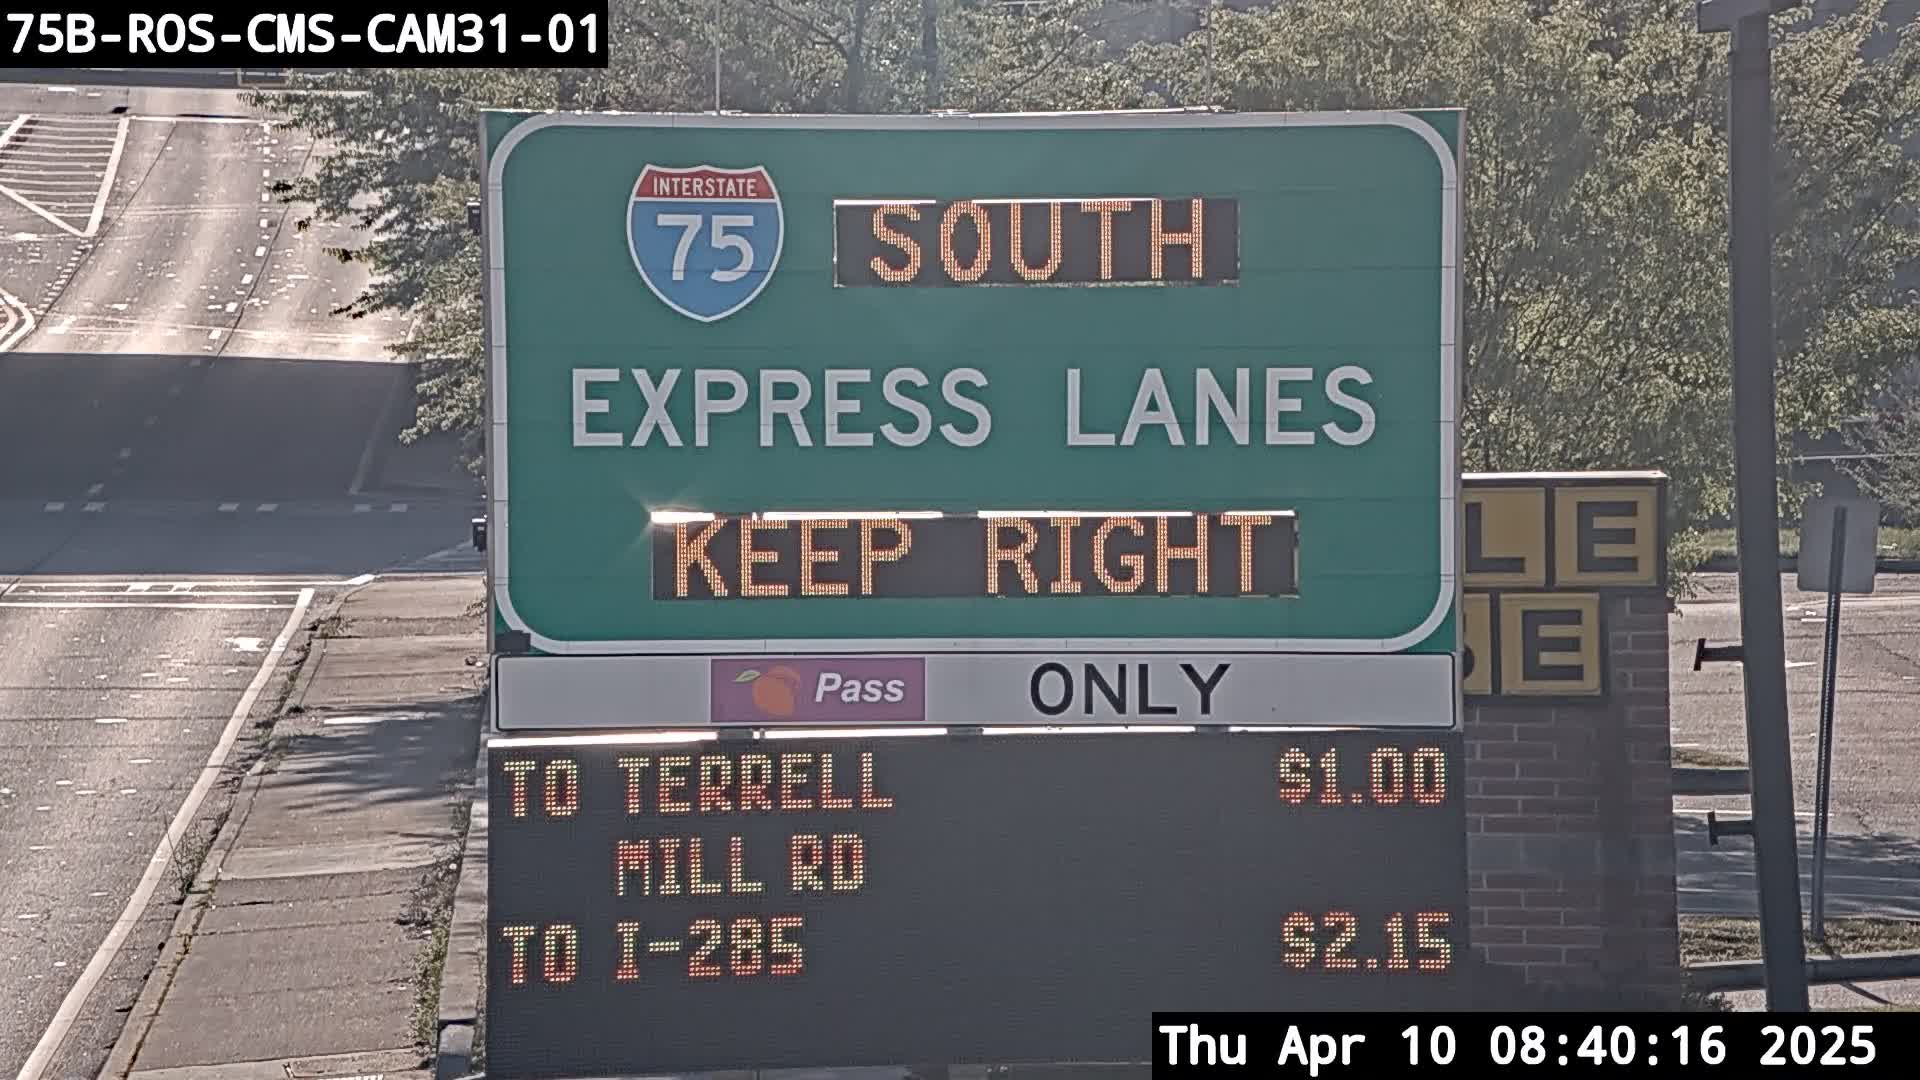 75B-ROS-CMS-CAM31-01
INTERSTATE
75
SOUTH
EXPRESS LANES
KEEP RIGHT
Pass ONLY
TO TERRELL $1.00
MILL RD
TO I-285 $2.15
LE
E
Thu Apr 10 08:40:16 2025